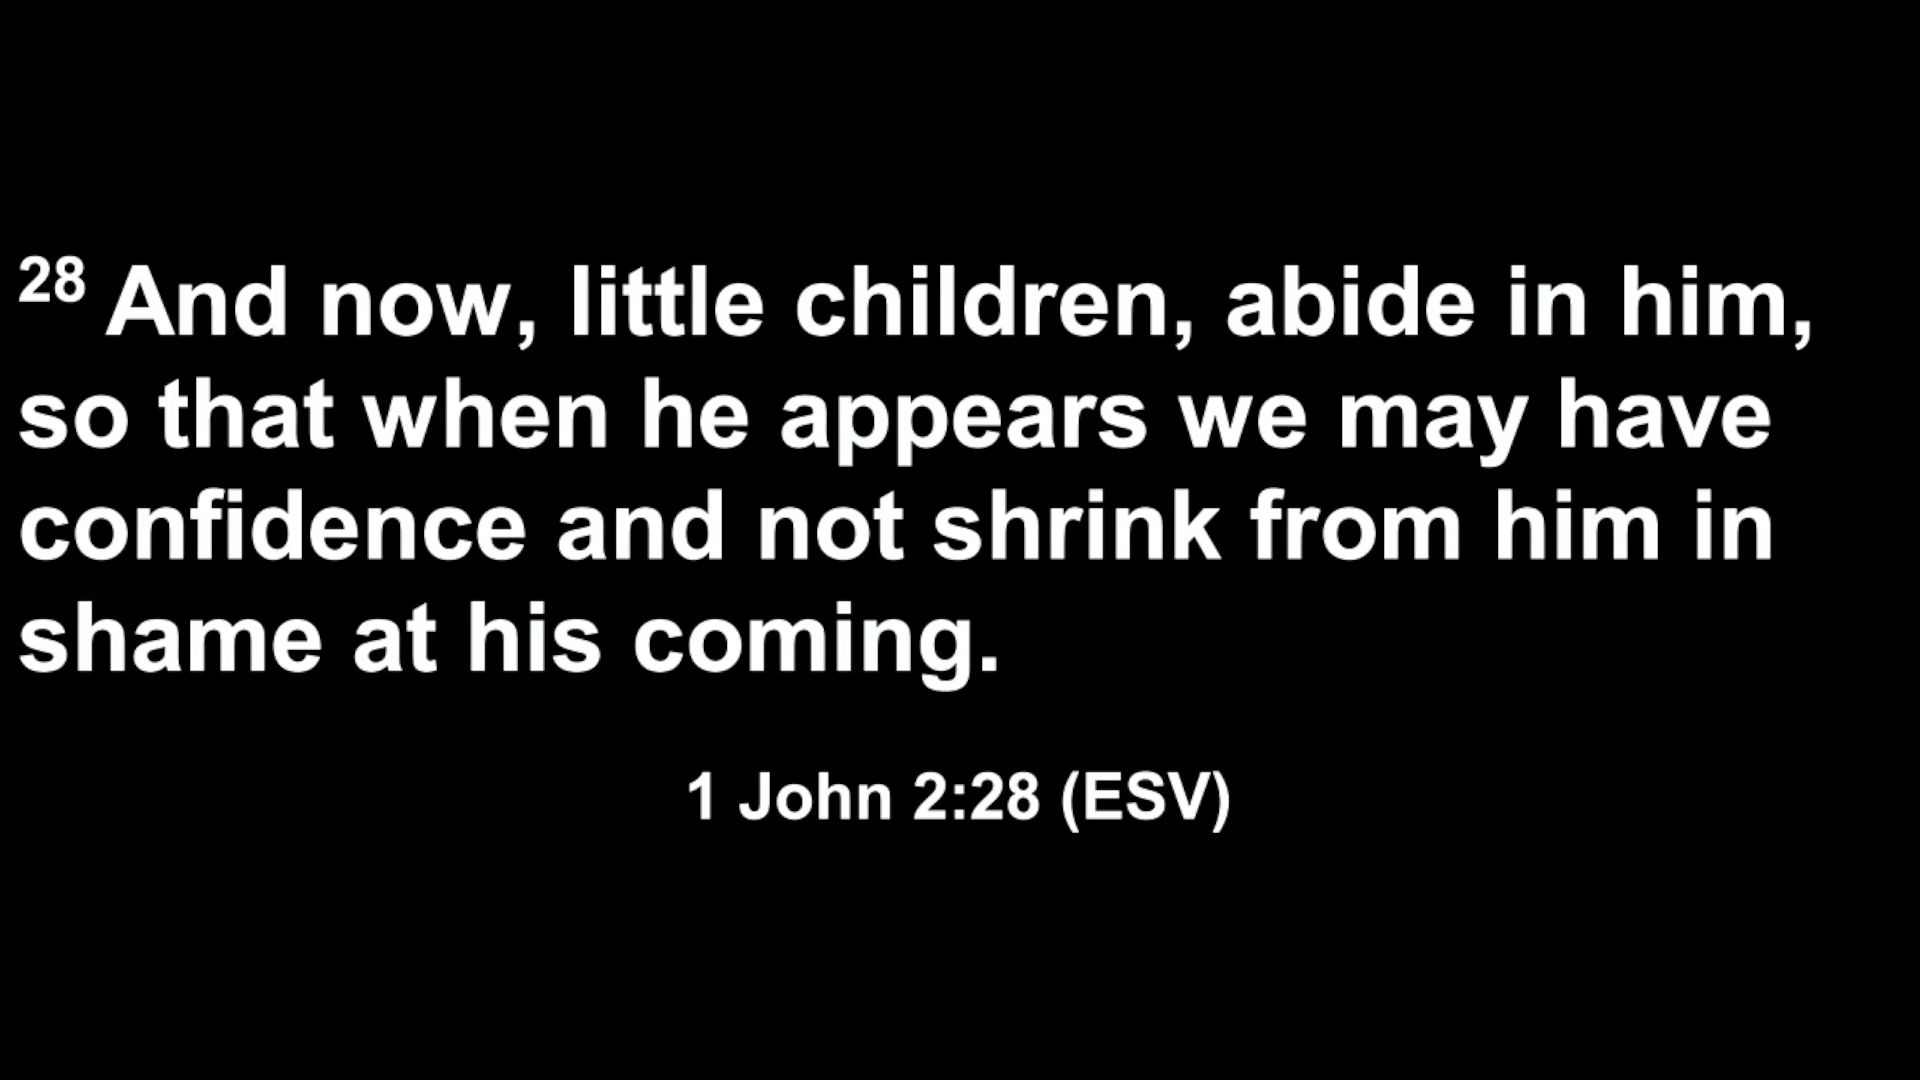 28 And now, little children, abide in him,
so that when he appears we may have
confidence and not shrink from him in
shame at his coming.
1 John 2:28 (ESV)